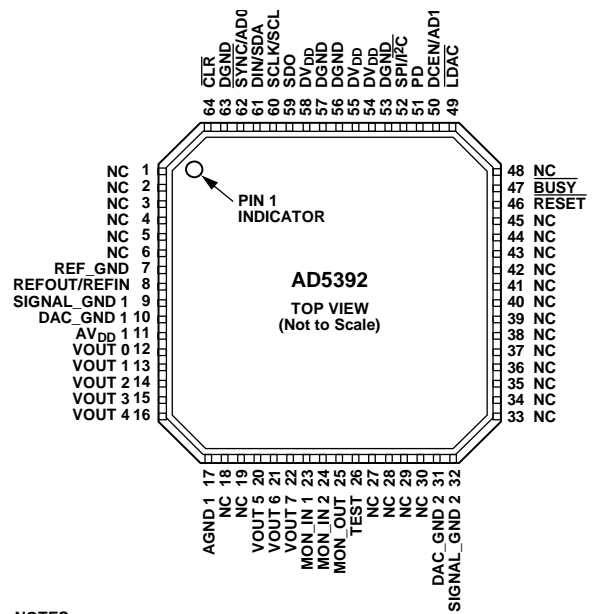 64 CLR
63 DGND
62 SYNC/AD0
61 DIN/SDA
60 SCLK/SCL
59 SDO
58 DVDD
57 DGND
56 DGND
55 DVDD
54 DVDD
53 DGND
52 SPI/I2C
51 PD
50 DCEN/AD1
49 LDAC
NC 1
NC 2
NC 3
NC 4
NC 5
NC 6
REF_GND 7
REFOUT/REFIN 8
SIGNAL_GND 1 9
DAC_GND 1 10
AVDD 1 11
VOUT 0 12
VOUT 1 13
VOUT 2 14
VOUT 3 15
VOUT 4 16
PIN 1
INDICATOR
AD5392
TOP VIEW
(Not to Scale)
48 NC
47 BUSY
46 RESET
45 NC
44 NC
43 NC
42 NC
41 NC
40 NC
39 NC
38 NC
37 NC
36 NC
35 NC
34 NC
33 NC
AGND 1 17
NC 18
NC 19
VOUT 5 20
VOUT 6 21
VOUT 7 22
MON_IN 1 23
MON_IN 2 24
MON_OUT 25
TEST 26
NC 27
NC 28
NC 29
NC 30
DAC_GND 2 31
SIGNAL_GND 2 32
NOTES